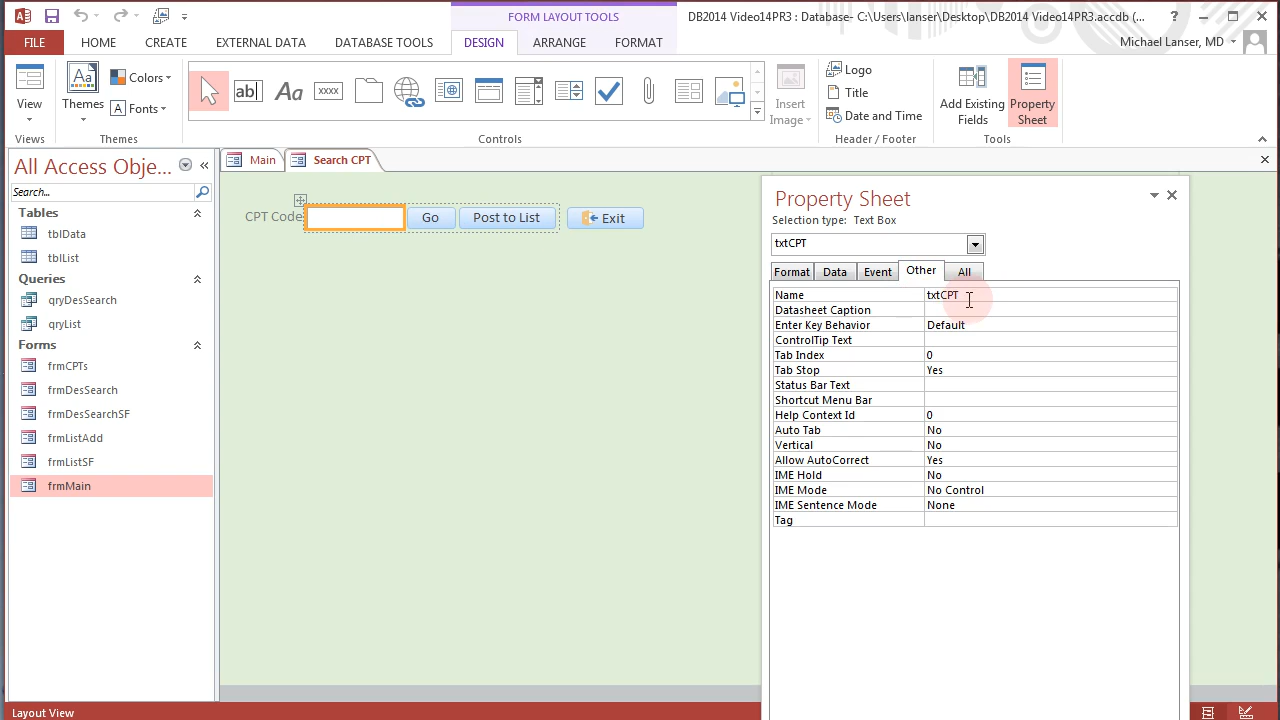 FORM LAYOUT TOOLS
DB2014 Video14PR3 : Database- C:\Users\lanser\Desktop\DB2014 Video14PR3.accdb (...
FILE
HOME
CREATE
EXTERNAL DATA
DATABASE TOOLS
DESIGN
ARRANGE
FORMAT
Michael Lanser, MD
View
Views
Themes
Colors
Fonts
Themes
ab
Aa
xxxx
Controls
Insert Image
Logo
Title
Date and Time
Header / Footer
Add Existing Fields
Property Sheet
Tools
All Access Obje...
Search...
Tables
tblData
tblList
Queries
qryDesSearch
qryList
Forms
frmCPTs
frmDesSearch
frmDesSearchSF
frmListAdd
frmListSF
frmMain
Main
Search CPT
CPT Code
Go
Post to List
Exit
Property Sheet
Selection type: Text Box
txtCPT
Format
Data
Event
Other
All
Name txtCPT
Datasheet Caption
Enter Key Behavior Default
ControlTip Text
Tab Index 0
Tab Stop Yes
Status Bar Text
Shortcut Menu Bar
Help Context Id 0
Auto Tab No
Vertical No
Allow AutoCorrect Yes
IME Hold No
IME Mode No Control
IME Sentence Mode None
Tag
Layout View